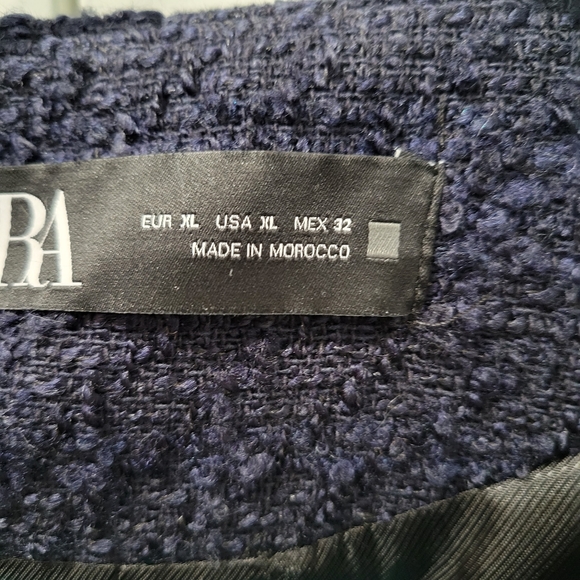 RA
EUR XL USA XL MEX 32
MADE IN MOROCCO